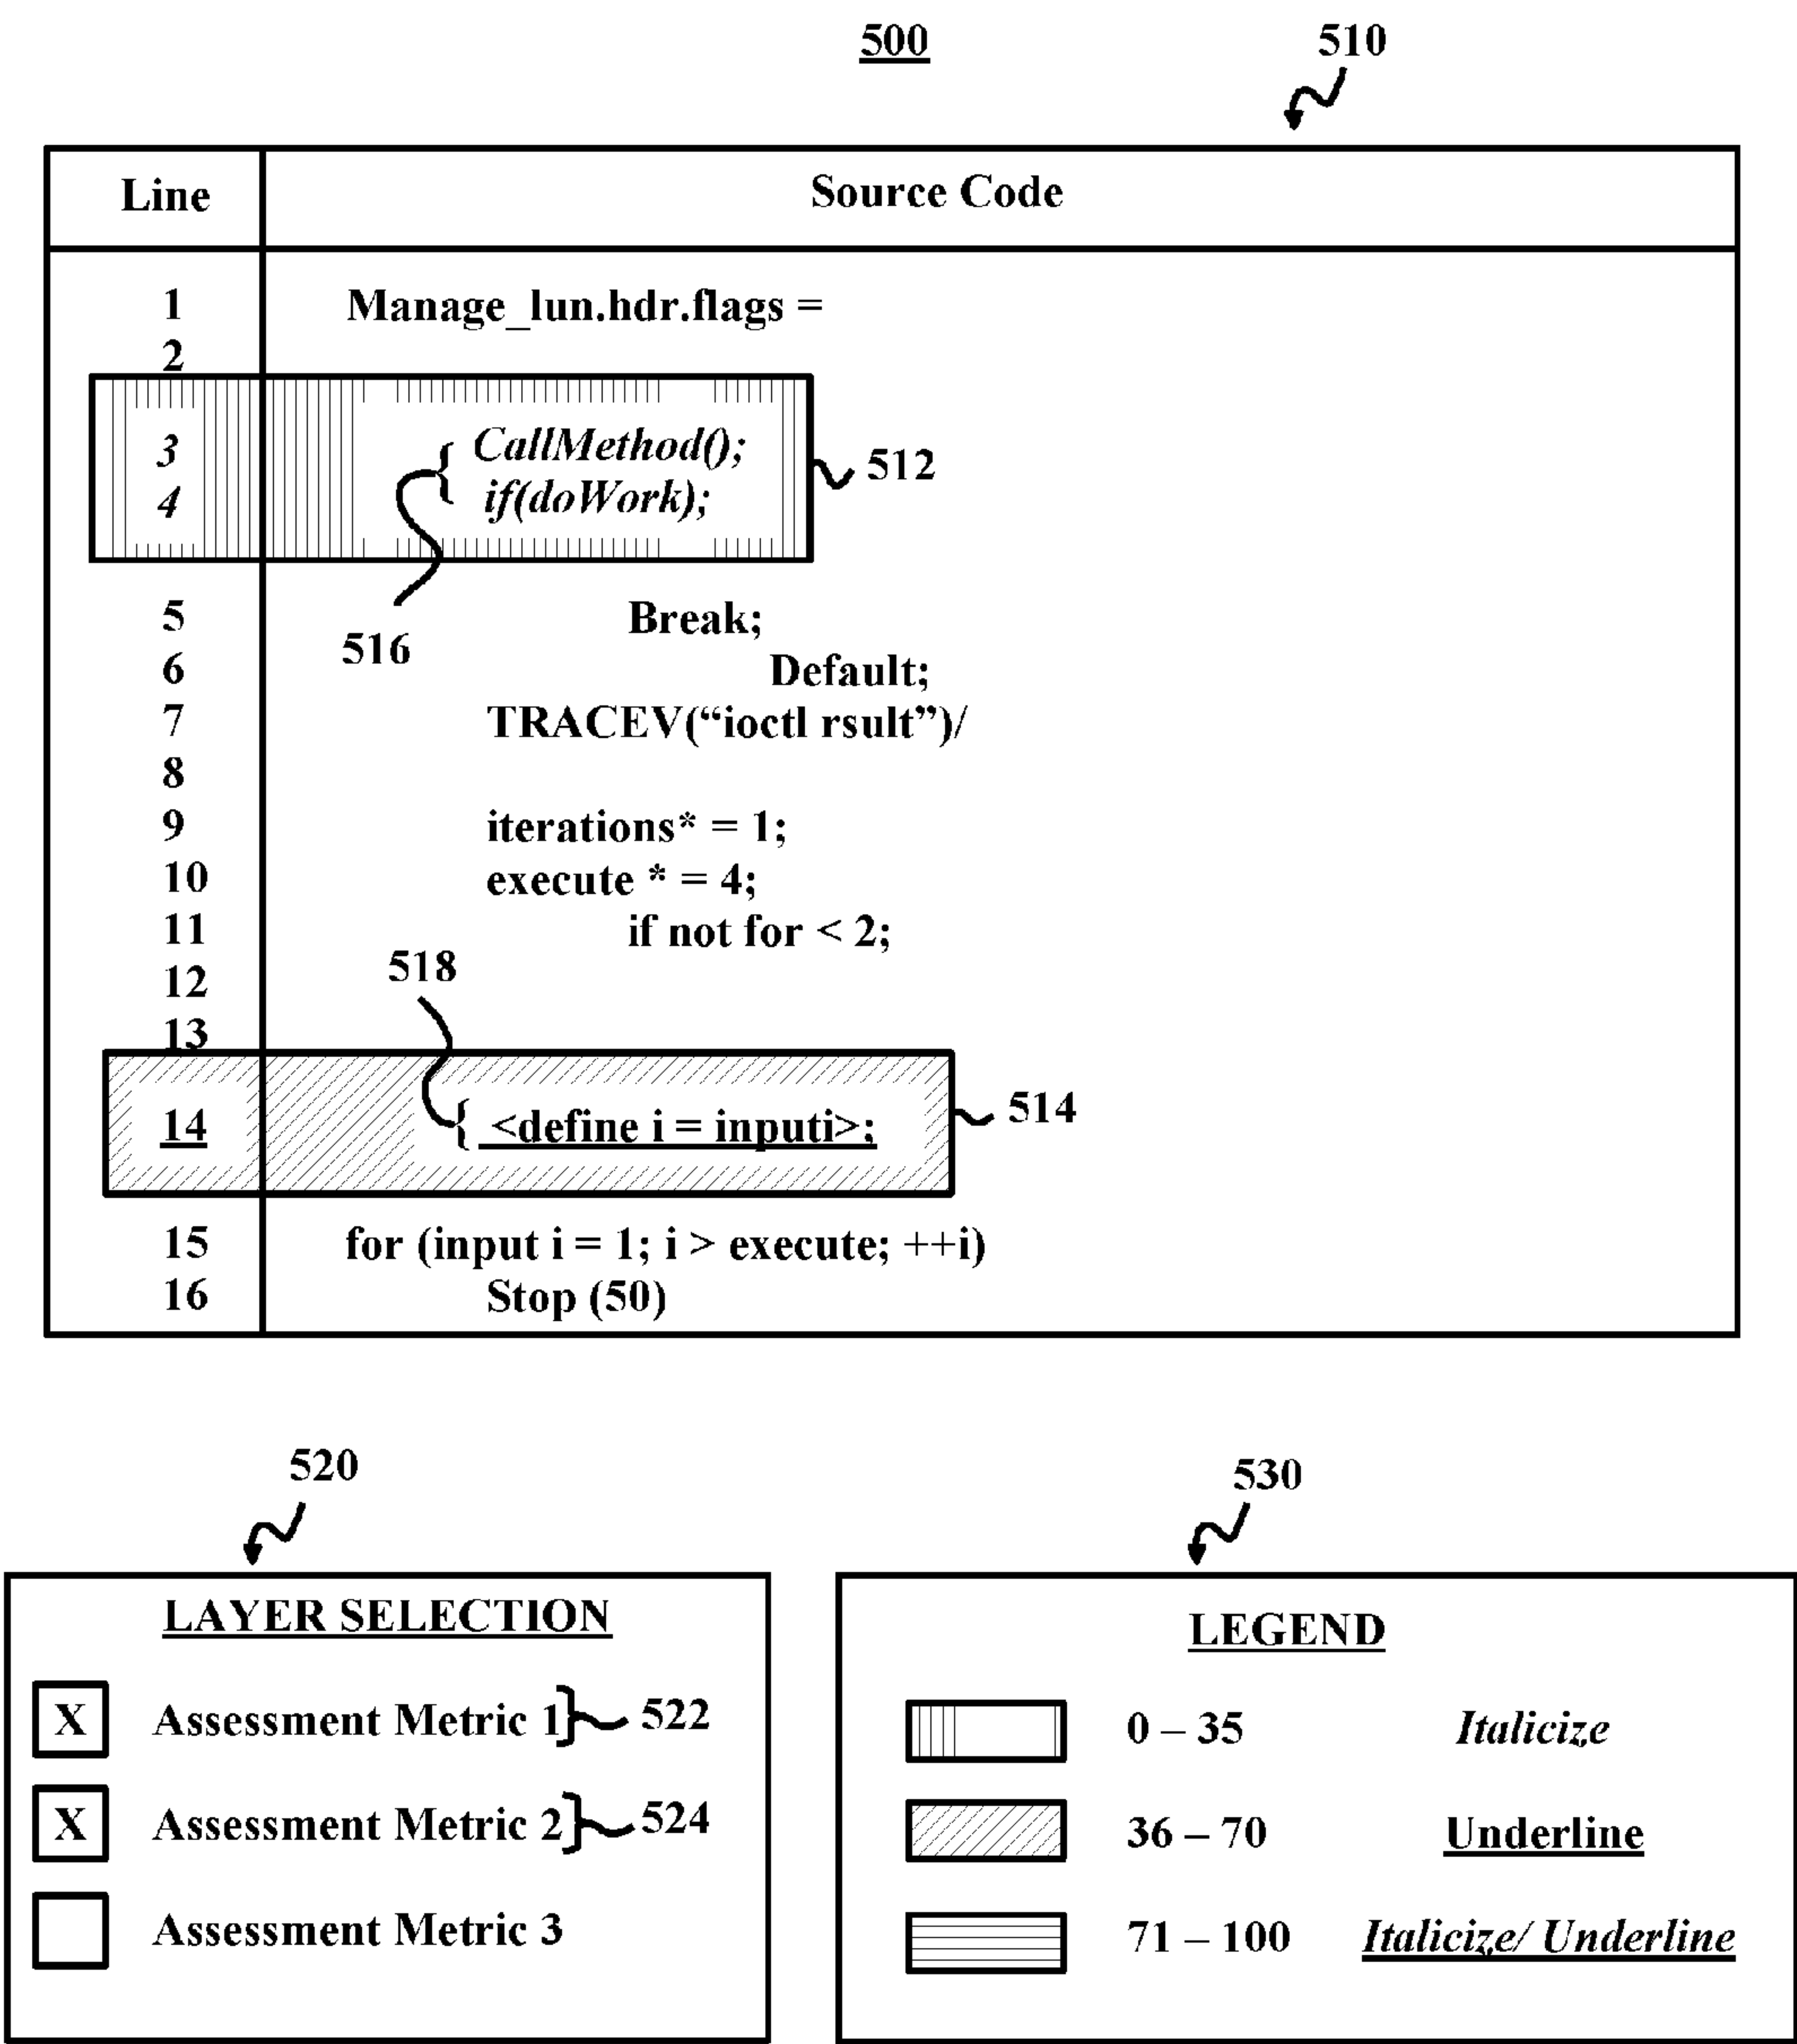 500
510
Line Source Code
1 Manage_lun.hdr.flags =
2
3 { CallMethod();
4 if(doWork);
512
5 Break;
516
6 Default;
7 TRACEV(“ioctl rsult”)/
8
9 iterations* = 1;
10 execute * = 4;
11 if not for < 2;
518
12
13
14 { <define i = inputi>;
514
15 for (input i = 1; i > execute; ++i)
16 Stop (50)
520
530
LAYER SELECTION
X Assessment Metric 1} 522
X Assessment Metric 2} 524
Assessment Metric 3
LEGEND
0 – 35 Italicize
36 – 70 Underline
71 – 100 Italicize/ Underline